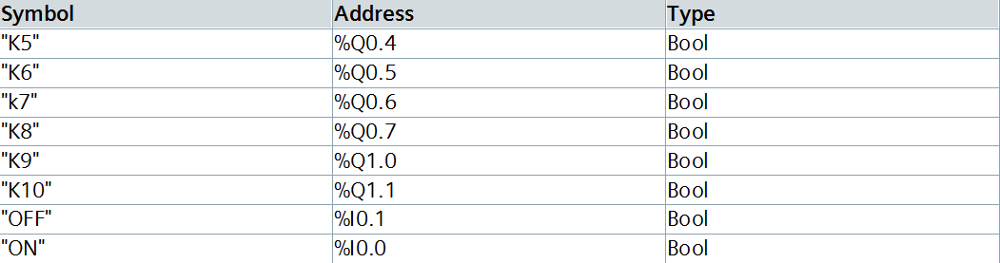 Symbol Address Type
"K5" %Q0.4 Bool
"K6" %Q0.5 Bool
"k7" %Q0.6 Bool
"K8" %Q0.7 Bool
"K9" %Q1.0 Bool
"K10" %Q1.1 Bool
"OFF" %I0.1 Bool
"ON" %I0.0 Bool